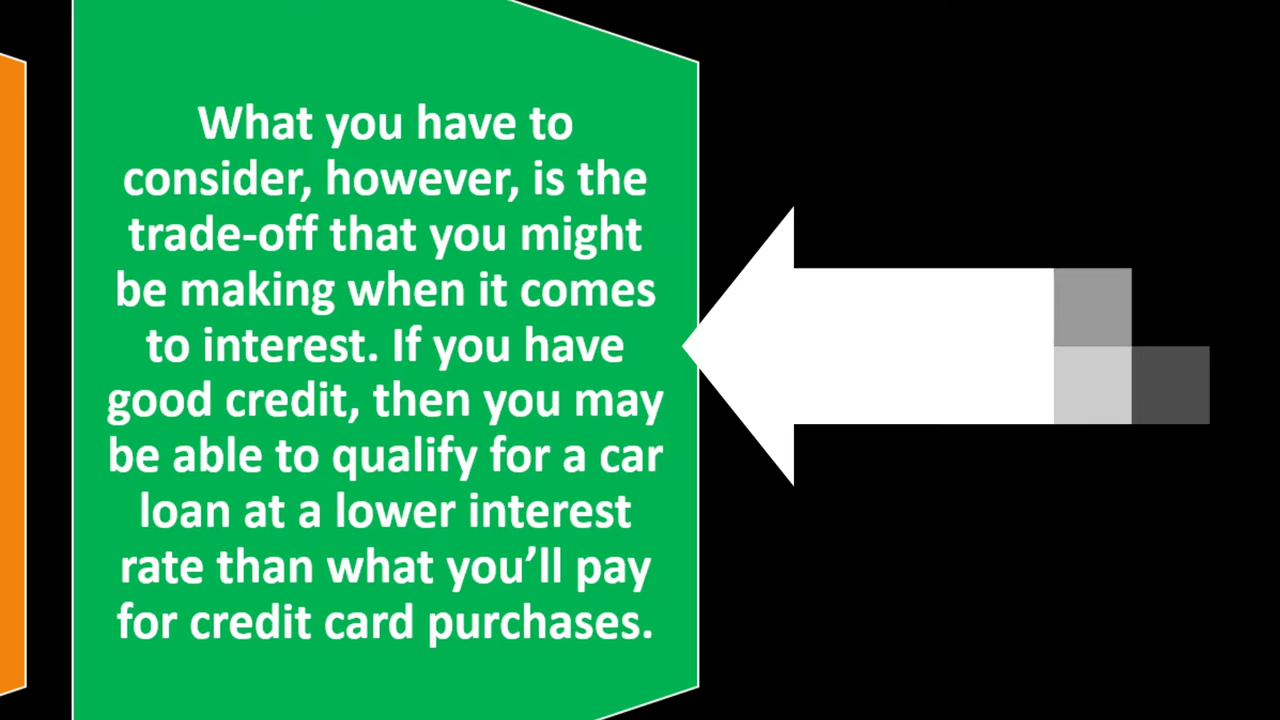 What you have to
consider, however, is the
trade-off that you might
be making when it comes
to interest. If you have
good credit, then you may
be able to qualify for a car
loan at a lower interest
rate than what you’ll pay
for credit card purchases.